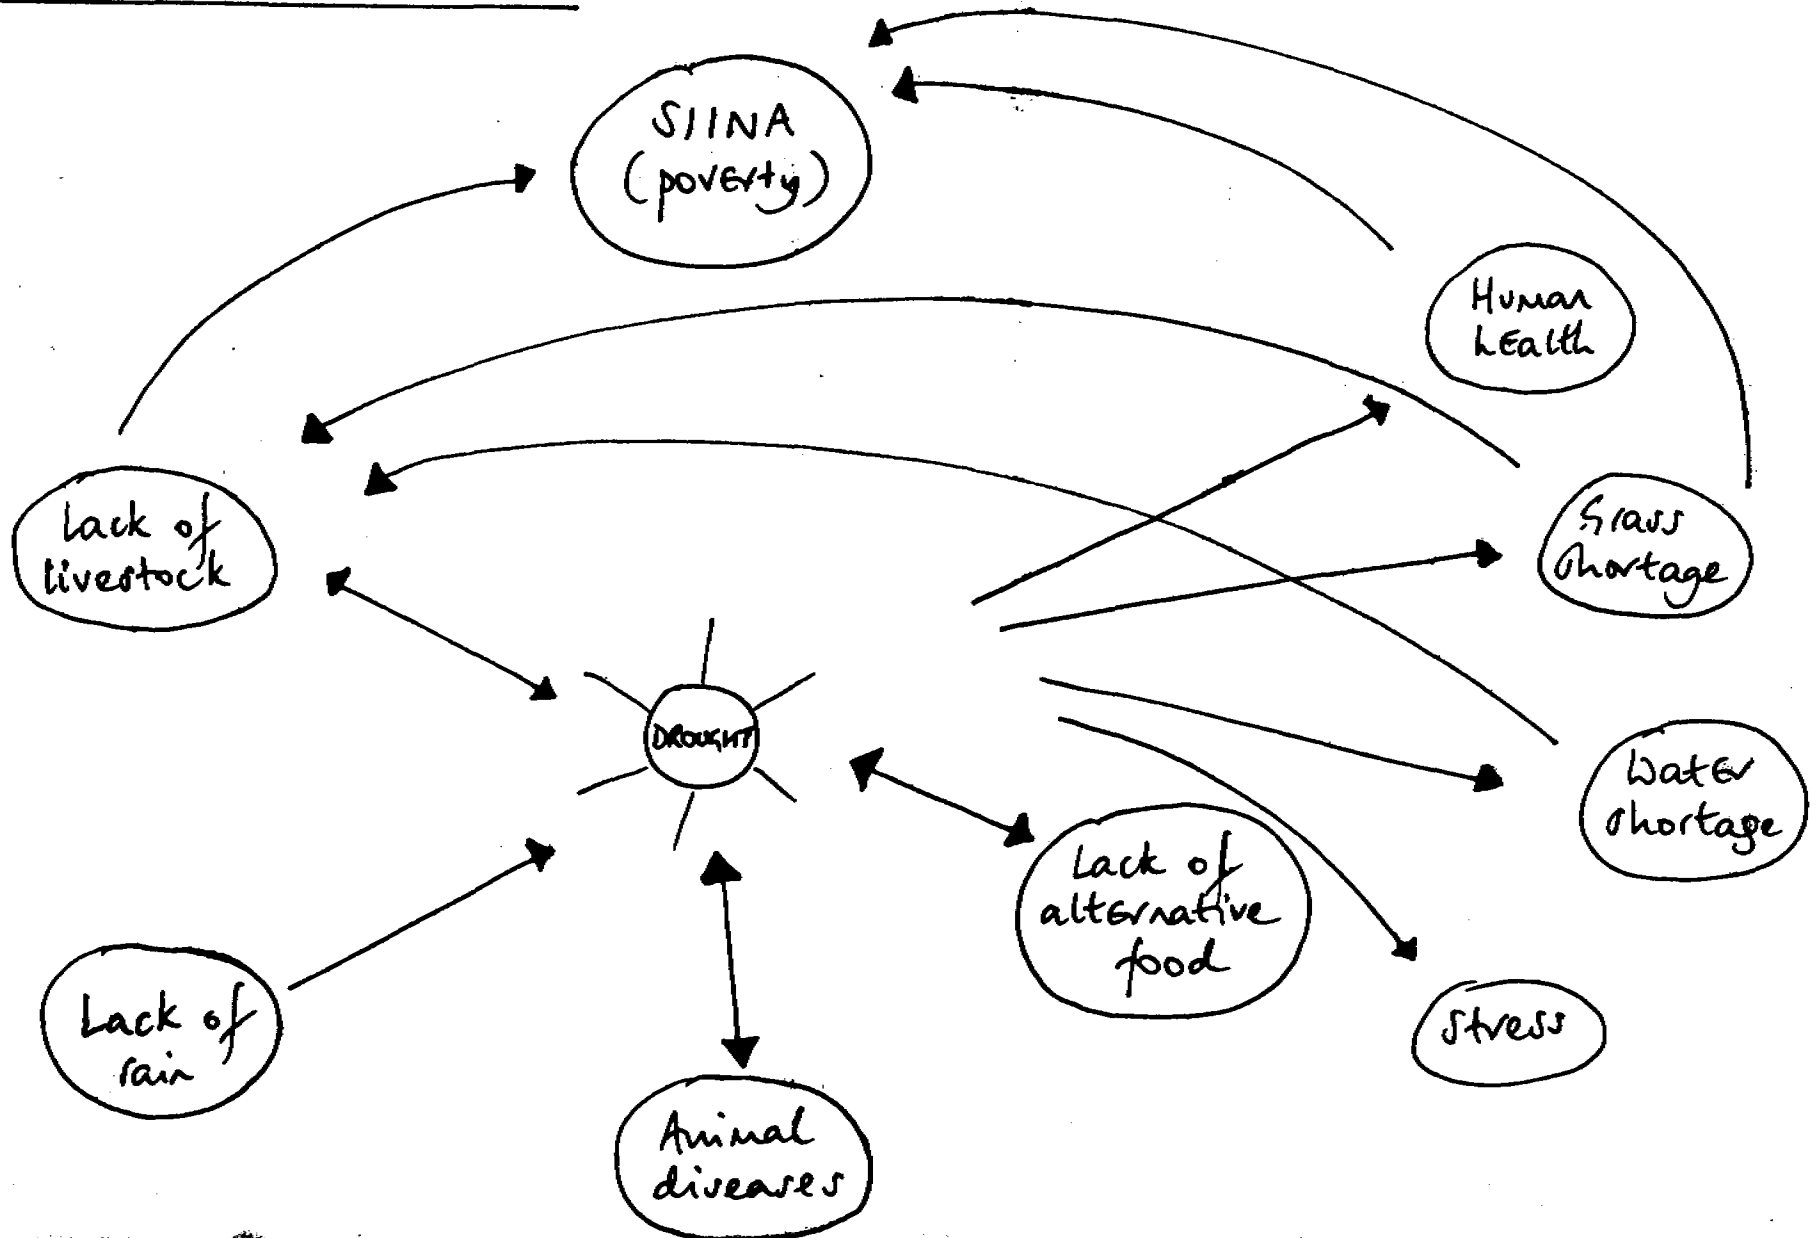 SIINA
(poverty)
Human
health
Lack of
livestock
Grass
shortage
DROUGHT
Water
shortage
Lack of
alternative
food
Lack of
rain
Stress
Animal
diseases